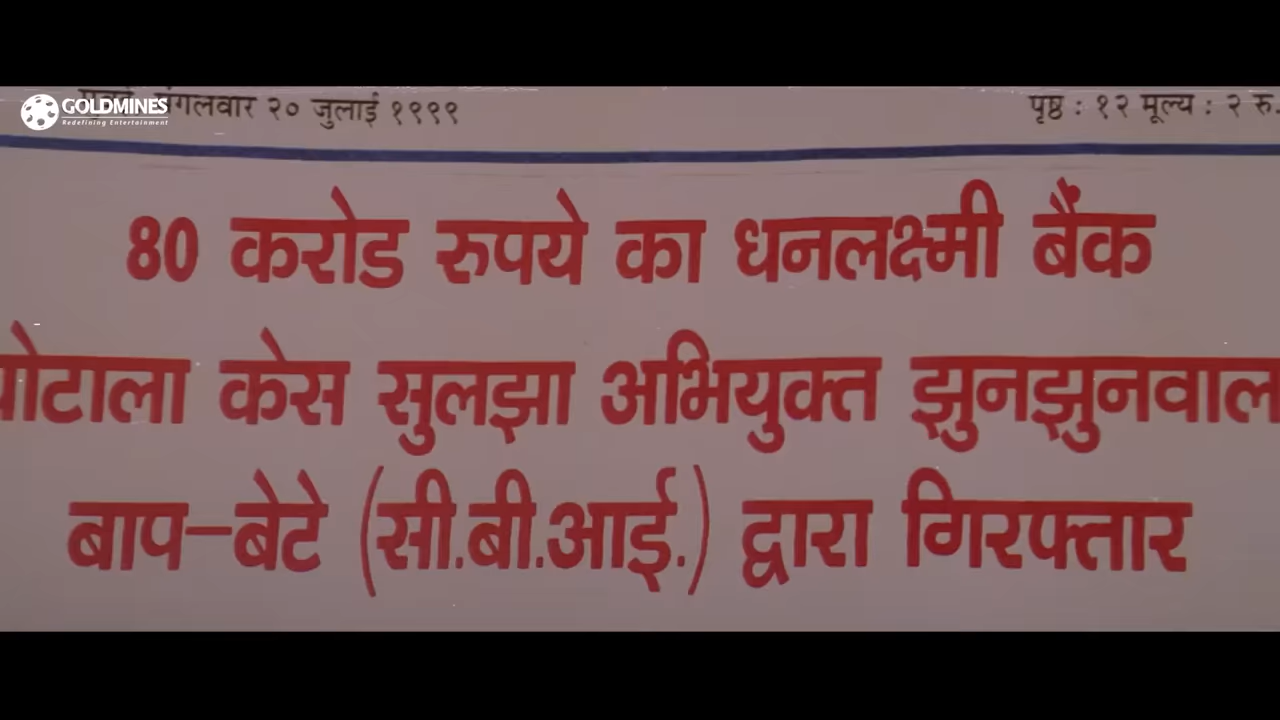 GOLDMINES
Redefining Entertainment
मंगलवार २० जुलाई १९९९
पृष्ठ : १२ मूल्य : २ रु.
80 करोड रुपये का धनलक्ष्मी बैंक
घोटाला केस सुलझा अभियुक्त झुनझुनवाल
बाप-बेटे (सी.बी.आई.) द्वारा गिरफ्तार